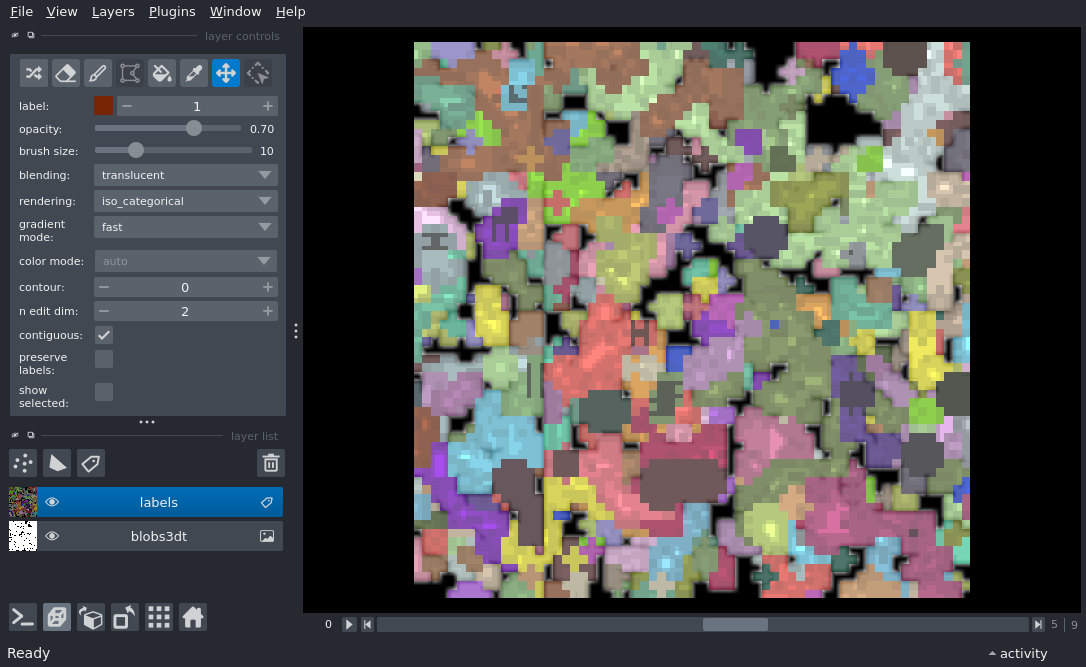 File View Layers Plugins Window Help
layer controls
label: 1
opacity: 0.70
brush size: 10
blending: translucent
rendering: iso_categorical
gradient
mode: fast
color mode: auto
contour: 0
n edit dim: 2
contiguous:
preserve
labels:
show
selected:
layer list
labels
blobs3dt
0 5 9
Ready activity